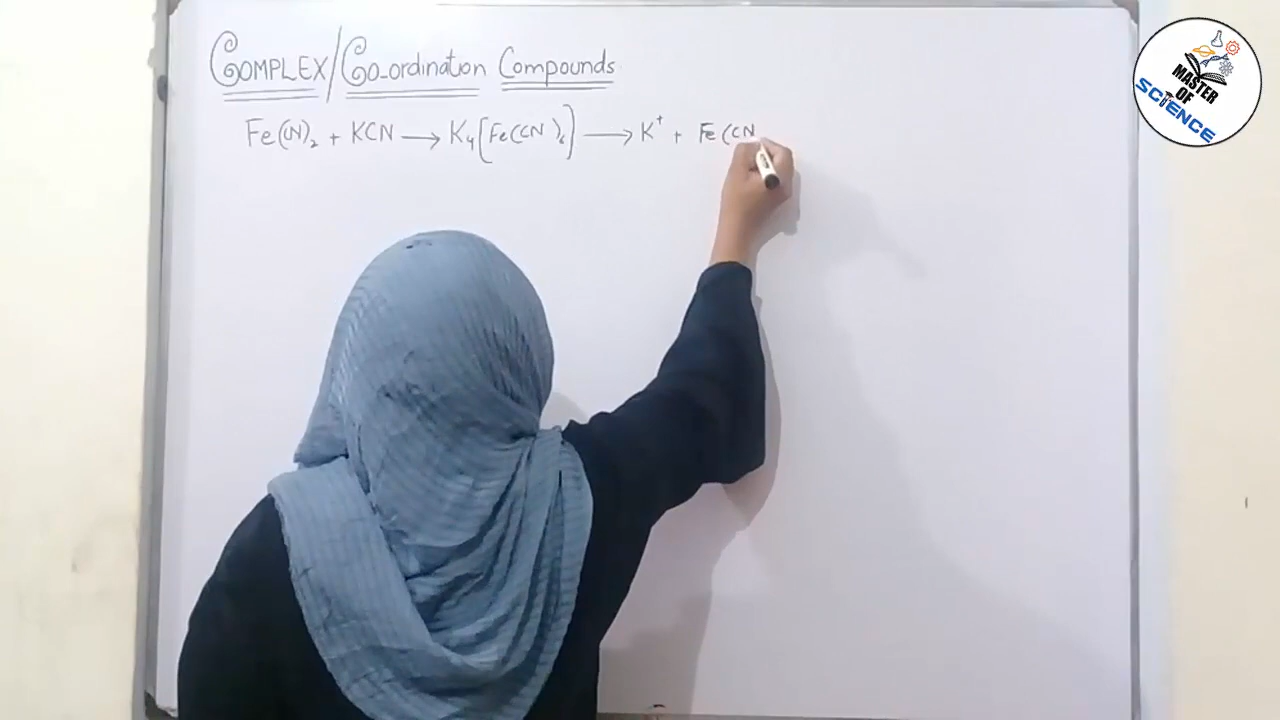 COMPLEX/CO-ORDINATION COMPOUNDS
Fe(CN)₂ + KCN ⟶ K₄[Fe(CN)₆] ⟶ K⁺ + Fe(CN
MASTER
OF
SCIENCE